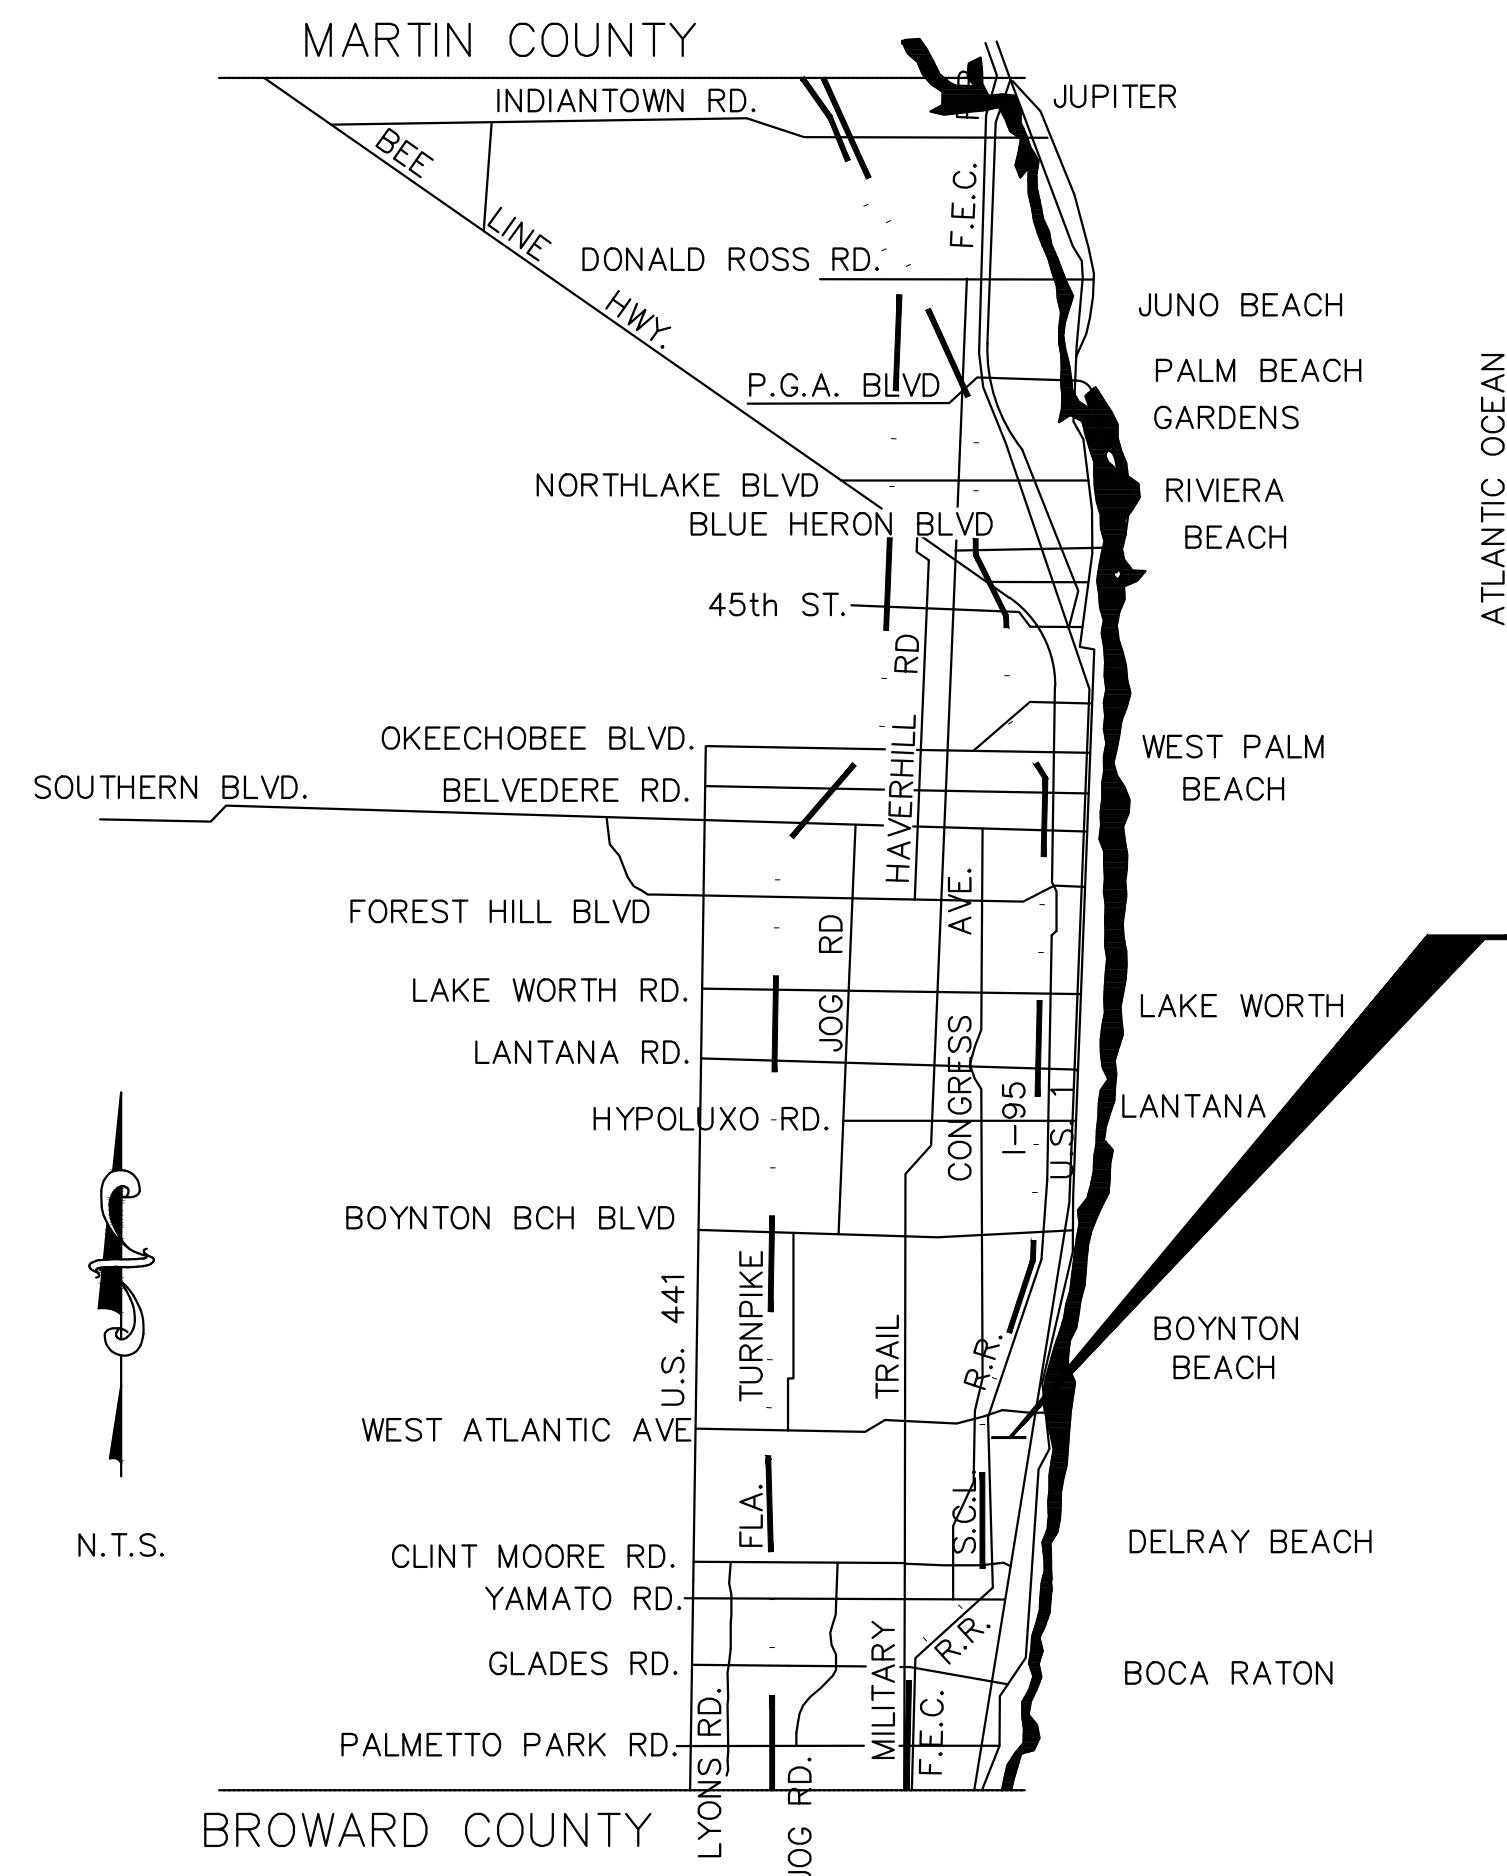 MARTIN COUNTY
INDIANTOWN RD.
JUPITER
R.R.
BEE
LINE
HWY.
F.E.C.
DONALD ROSS RD.
JUNO BEACH
P.G.A. BLVD
PALM BEACH
GARDENS
ATLANTIC OCEAN
NORTHLAKE BLVD
RIVIERA
BEACH
BLUE HERON BLVD
45th ST.
HAVERHILL RD
OKEECHOBEE BLVD.
WEST PALM
BEACH
SOUTHERN BLVD.
BELVEDERE RD.
FOREST HILL BLVD
JOG RD
CONGRESS AVE.
LAKE WORTH RD.
LAKE WORTH
LANTANA RD.
LANTANA
HYPOLUXO RD.
I-95
U.S. 1
BOYNTON BCH BLVD
U.S. 441
FLA. TURNPIKE
MILITARY TRAIL
S.C.L. R.R.
BOYNTON
BEACH
WEST ATLANTIC AVE
N.T.S.
DELRAY BEACH
CLINT MOORE RD.
YAMATO RD.
GLADES RD.
F.E.C. R.R.
BOCA RATON
PALMETTO PARK RD.
LYONS RD.
JOG RD.
BROWARD COUNTY